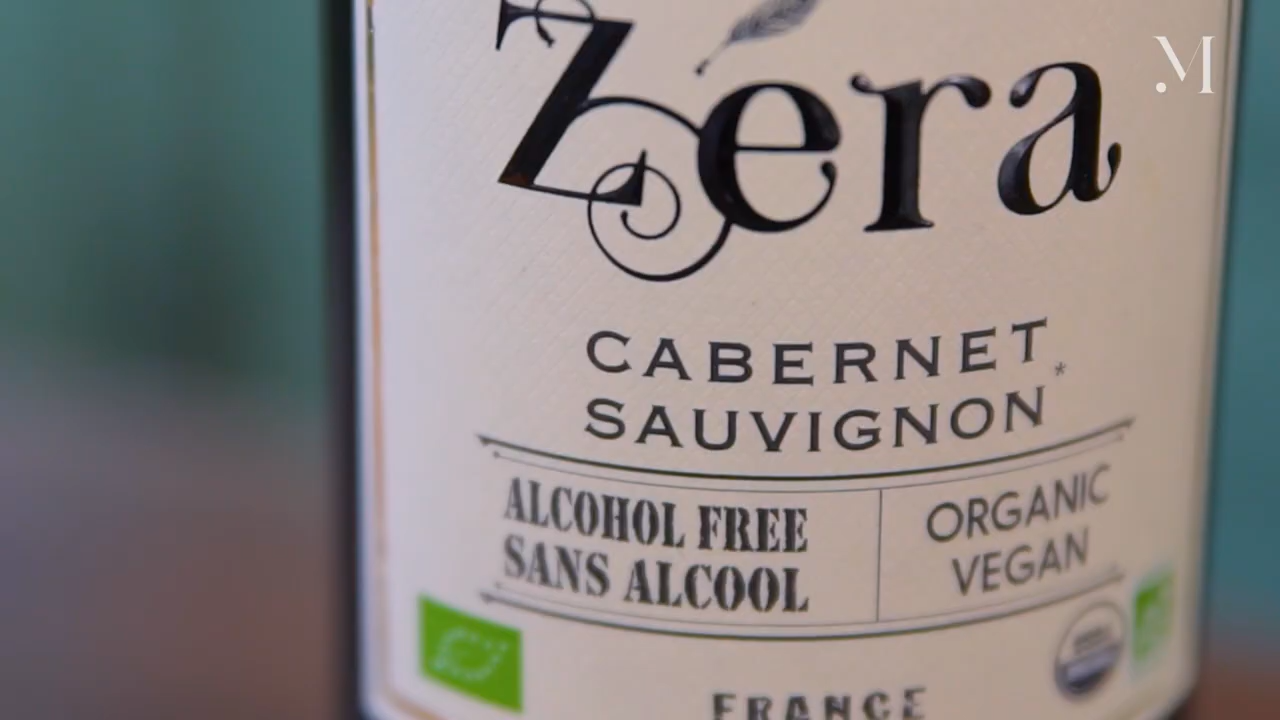 Zera
M
CABERNET
SAUVIGNON*
ALCOHOL FREE
SANS ALCOOL
ORGANIC
VEGAN
FRANCE